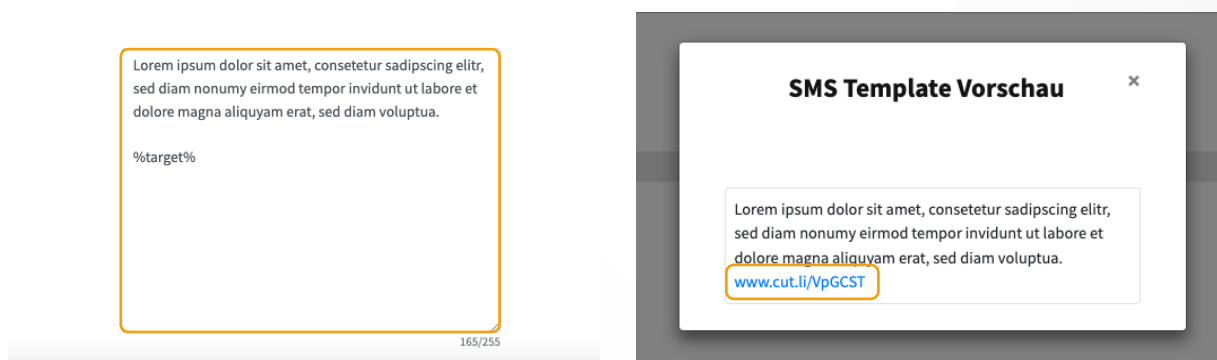 Lorem ipsum dolor sit amet, consetetur sadipscing elitr,
sed diam nonumy eirmod tempor invidunt ut labore et
dolore magna aliquyam erat, sed diam voluptua.
%target%
165/255
SMS Template Vorschau
×
Lorem ipsum dolor sit amet, consetetur sadipscing elitr,
sed diam nonumy eirmod tempor invidunt ut labore et
dolore magna aliquyam erat, sed diam voluptua.
www.cut.li/VpGCST